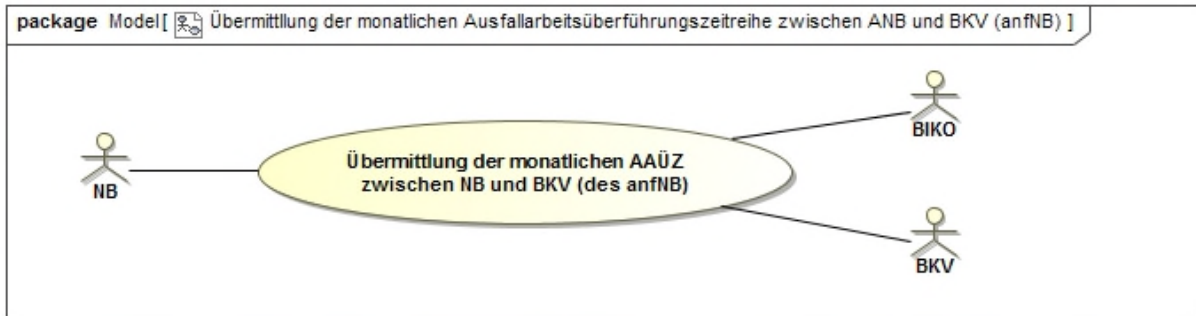 package Model[ Übermittllung der monatlichen Ausfallarbeitsüberführungszeitreihe zwischen ANB und BKV (anfNB) ]
BIKO
Übermittlung der monatlichen AAÜZ
zwischen NB und BKV (des anfNB)
NB
BKV